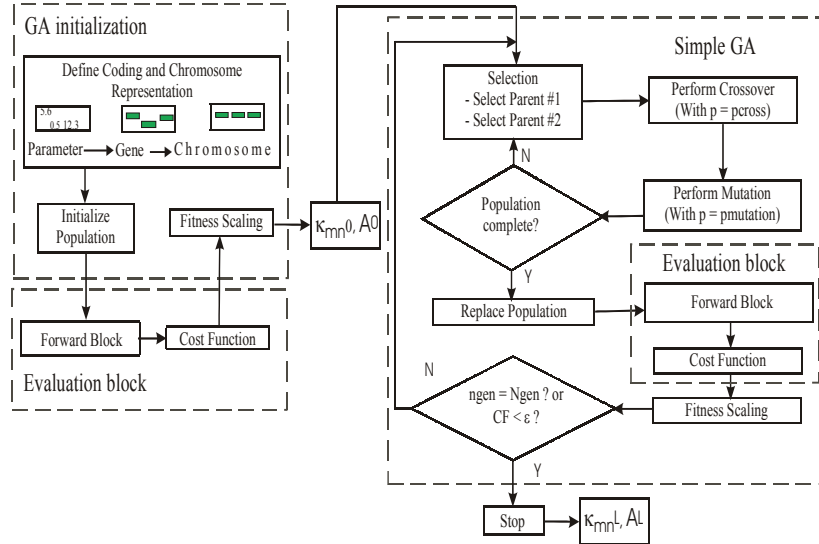 GA initialization
Define Coding and Chromosome
Representation
5.6
0.5 12.3
Parameter
Gene
Chromosome
Initialize
Population
Fitness Scaling
κmn0, A0
Forward Block
Cost Function
Evaluation block
Simple GA
Selection
- Select Parent #1
- Select Parent #2
Perform Crossover
(With p = pcross)
N
Population
complete?
Perform Mutation
(With p = pmutation)
Y
Evaluation block
Replace Population
Forward Block
Cost Function
N
ngen = Ngen ? or
CF < ε ?
Fitness Scaling
Y
Stop
κmnL, AL